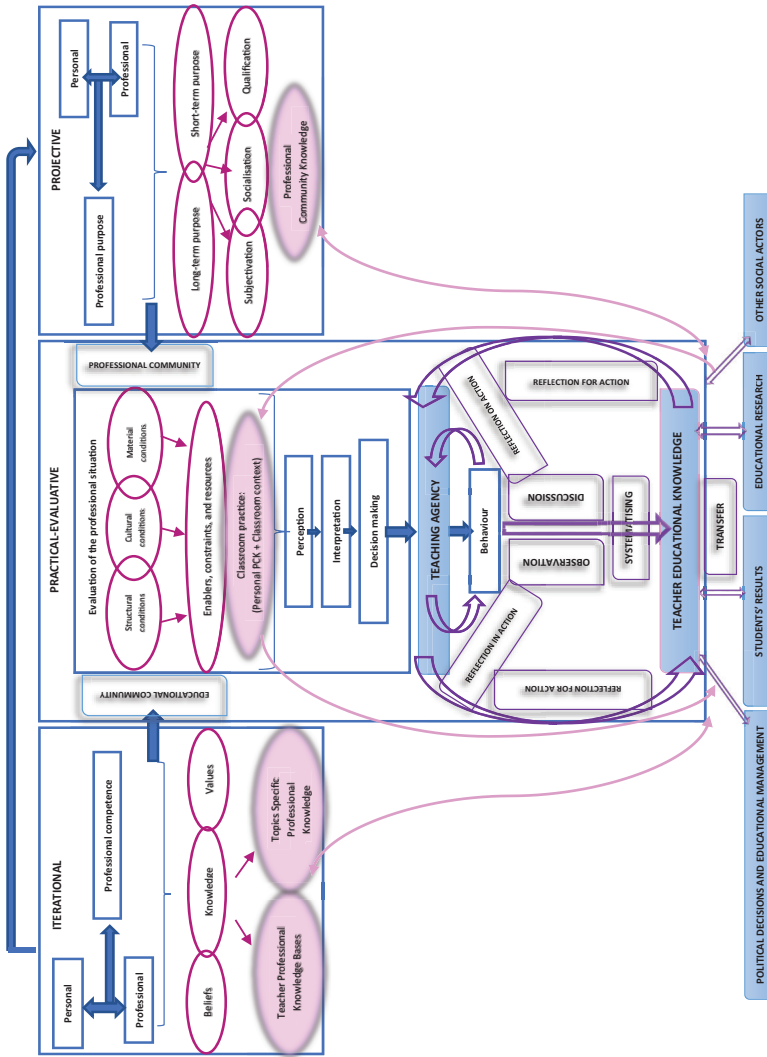 ITERATIONAL
Personal
Professional
Professional competence
Beliefs
Knowledge
Values
Teacher Professional
Knowledge Bases
Topics Specific
Professional
Knowledge
PRACTICAL-EVALUATIVE
EDUCATIONAL COMMUNITY
PROFESSIONAL COMMUNITY
Evaluation of the professional situation
Structural
conditions
Cultural
conditions
Material
conditions
Enablers, constraints, and resources
Classroom practice:
(Personal PCK + Classroom context)
Perception
Interpretation
Decision making
TEACHING AGENCY
Behaviour
REFLECTION IN ACTION
REFLECTION ON ACTION
REFLECTION FOR ACTION
REFLECTION FOR ACTION
OBSERVATION
DISCUSSION
SYSTEMATISING
TEACHER EDUCATIONAL KNOWLEDGE
TRANSFER
PROJECTIVE
Professional purpose
Personal
Professional
Long-term purpose
Short-term purpose
Subjectivation
Socialisation
Qualification
Professional
Community Knowledge
POLITICAL DECISIONS AND EDUCATIONAL MANAGEMENT
STUDENTS' RESULTS
EDUCATIONAL RESEARCH
OTHER SOCIAL ACTORS